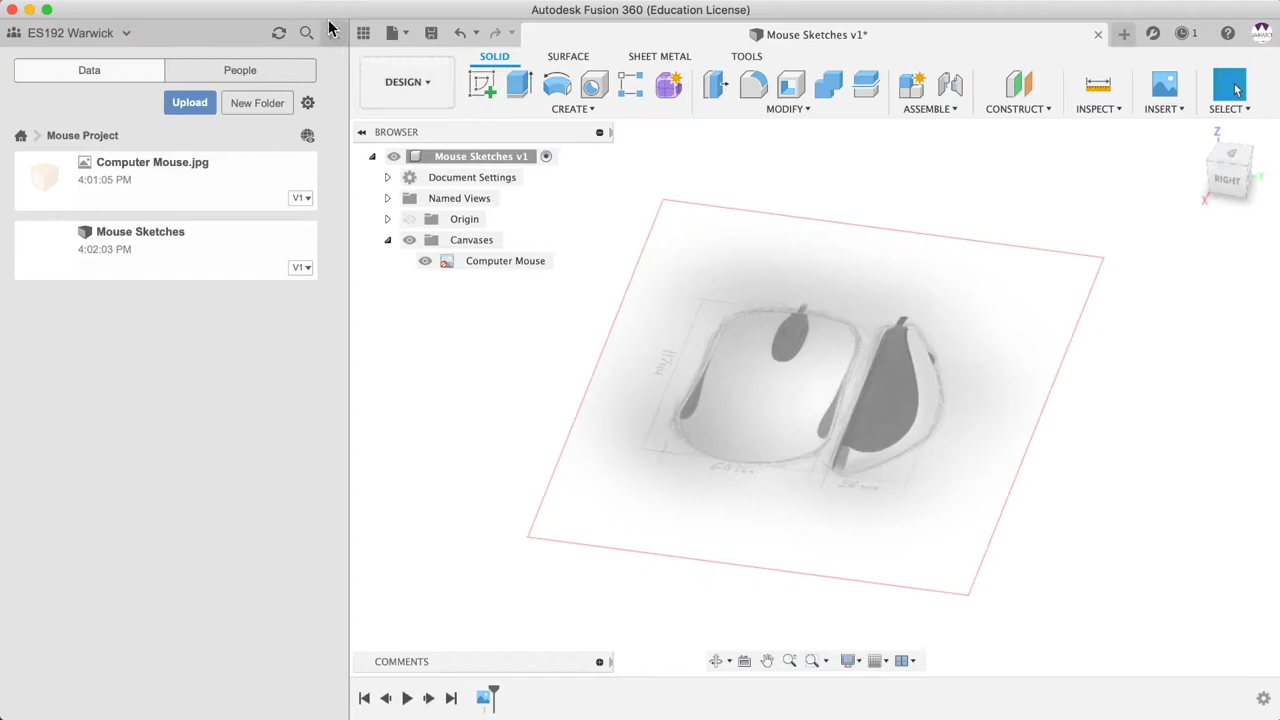 Autodesk Fusion 360 (Education License)
ES192 Warwick
Mouse Sketches v1*
1
Data
People
Upload
New Folder
Mouse Project
Computer Mouse.jpg
4:01:05 PM
V1
Mouse Sketches
4:02:03 PM
V1
DESIGN
SOLID
SURFACE
SHEET METAL
TOOLS
CREATE
MODIFY
ASSEMBLE
CONSTRUCT
INSPECT
INSERT
SELECT
BROWSER
Mouse Sketches v1
Document Settings
Named Views
Origin
Canvases
Computer Mouse
Z
RIGHT
Y
X
COMMENTS